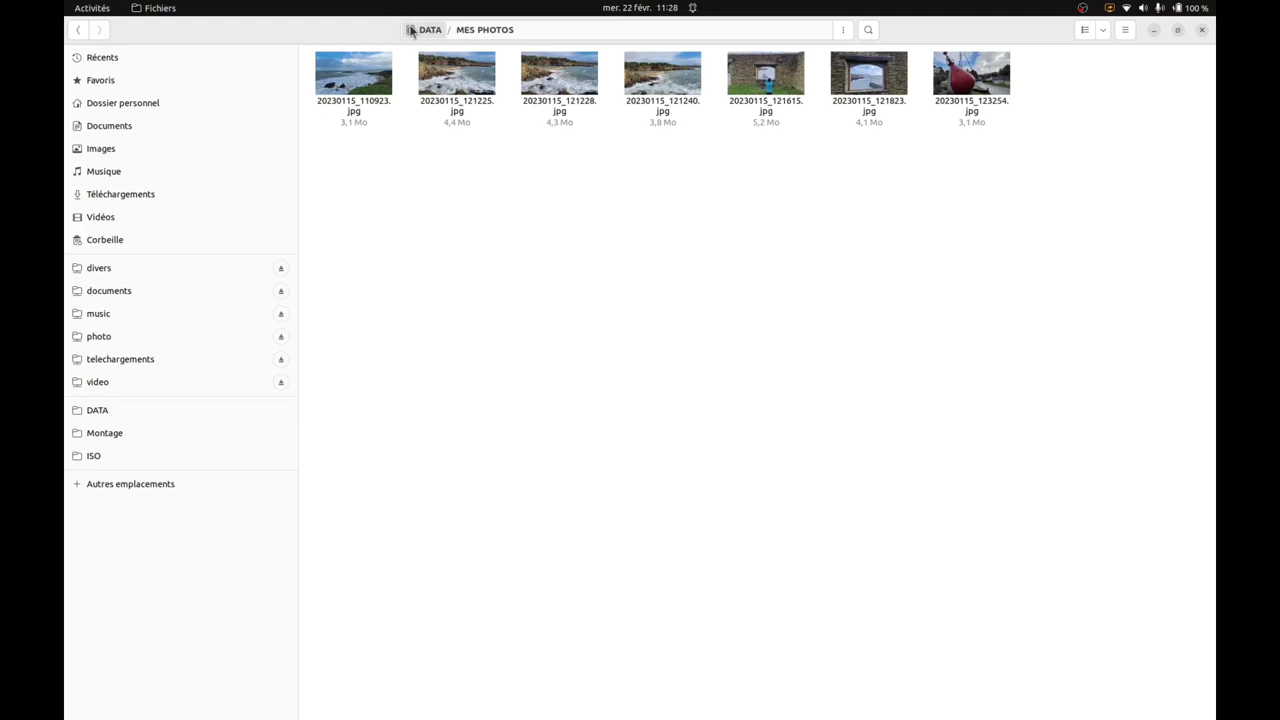 Activités Fichiers mer. 22 févr. 11:28 100 %
DATA / MES PHOTOS
Récents
Favoris
Dossier personnel
Documents
Images
Musique
Téléchargements
Vidéos
Corbeille
divers
documents
music
photo
telechargements
video
DATA
Montage
ISO
Autres emplacements
20230115_110923.
jpg
3,1 Mo
20230115_121225.
jpg
4,4 Mo
20230115_121228.
jpg
4,3 Mo
20230115_121240.
jpg
3,8 Mo
20230115_121615.
jpg
5,2 Mo
20230115_121823.
jpg
4,1 Mo
20230115_123254.
jpg
3,1 Mo